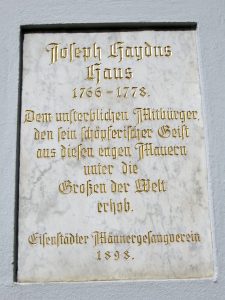 Joseph Haydns
Haus
1766-1778.
Dem unsterblichen Mitbürger,
den sein schöpferischer Geist
aus diesen engen Mauern
unter die
Großen der Welt
erhob.
Eisenstädter Männergesangverein
1898.